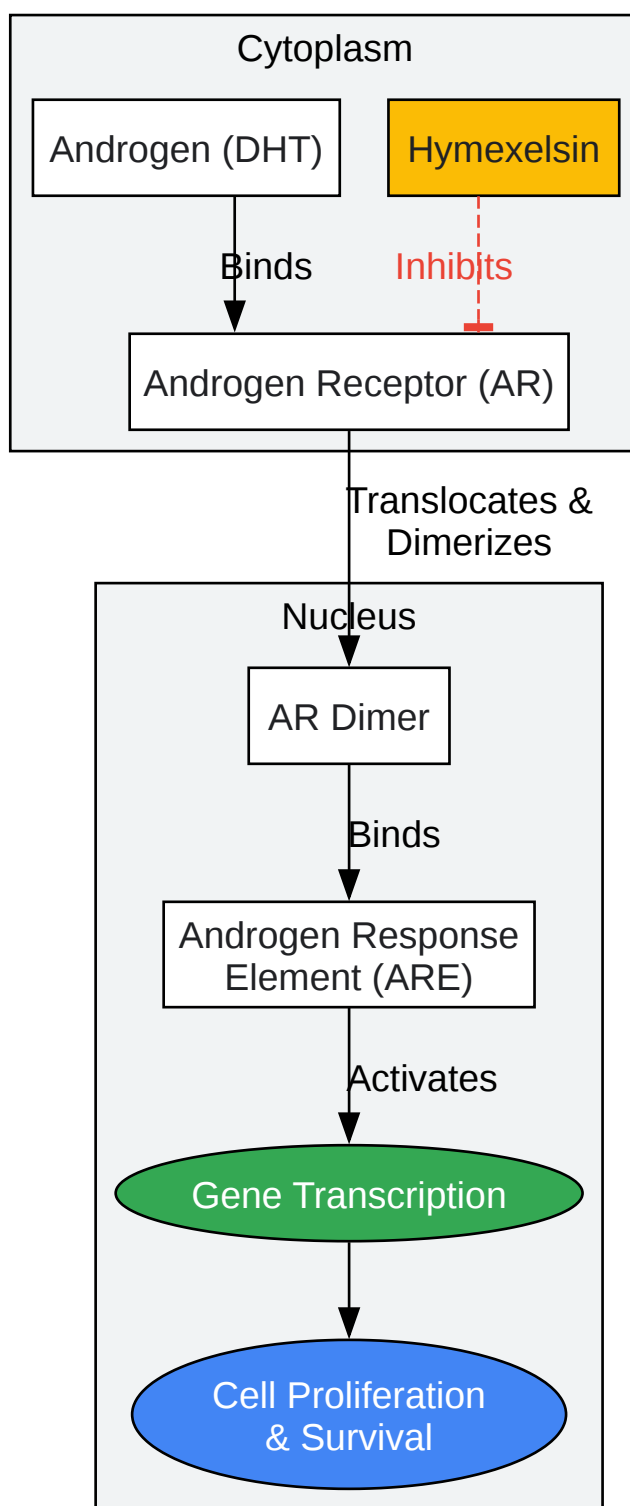 Cytoplasm
Androgen (DHT)
Hymexelsin
Binds
Inhibits
Androgen Receptor (AR)
Translocates &
Dimerizes
Nucleus
AR Dimer
Binds
Androgen Response
Element (ARE)
Activates
Gene Transcription
Cell Proliferation
& Survival